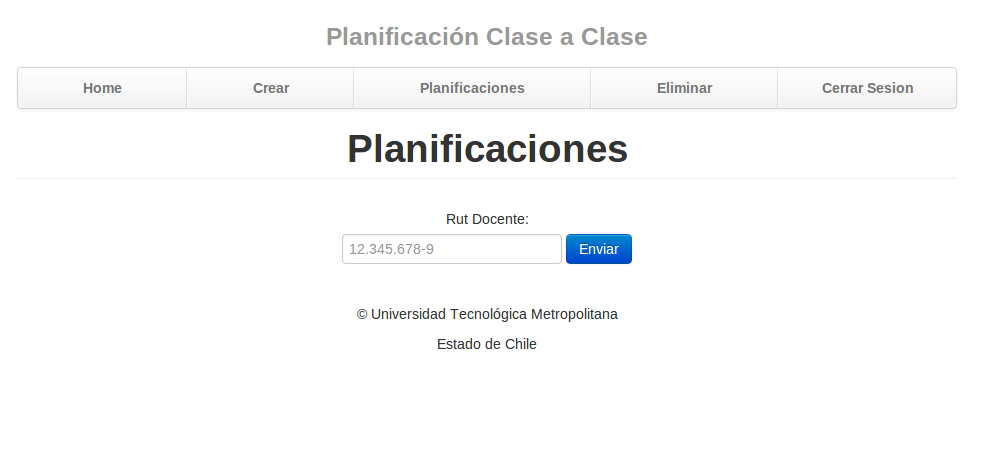 Planificación Clase a Clase
Home Crear Planificaciones Eliminar Cerrar Sesion
Planificaciones
Rut Docente:
12.345.678-9 Enviar
© Universidad Tecnológica Metropolitana
Estado de Chile